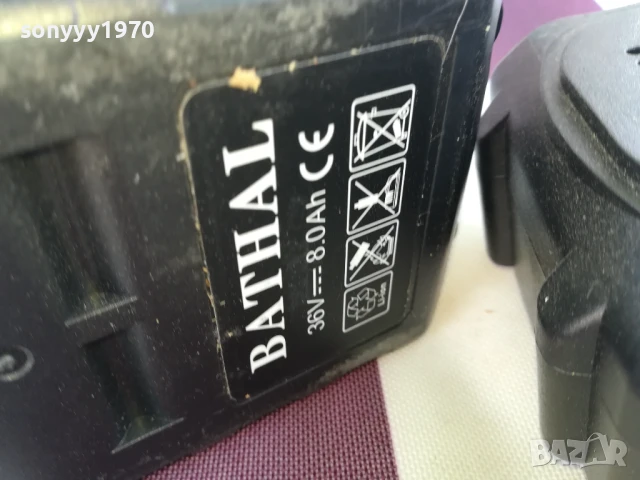 sonyyy1970
BATHAL
36V⎓8.0Ah CE
Li-ion
BAZAR